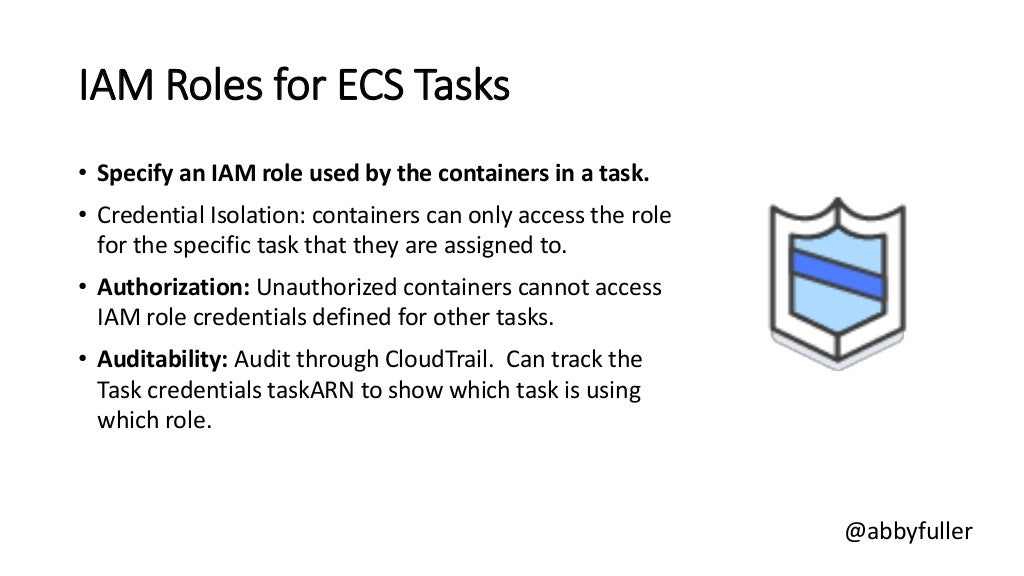 IAM Roles for ECS Tasks
• Specify an IAM role used by the containers in a task.
• Credential Isolation: containers can only access the role
for the specific task that they are assigned to.
• Authorization: Unauthorized containers cannot access
IAM role credentials defined for other tasks.
• Auditability: Audit through CloudTrail.  Can track the
Task credentials taskARN to show which task is using
which role.
@abbyfuller